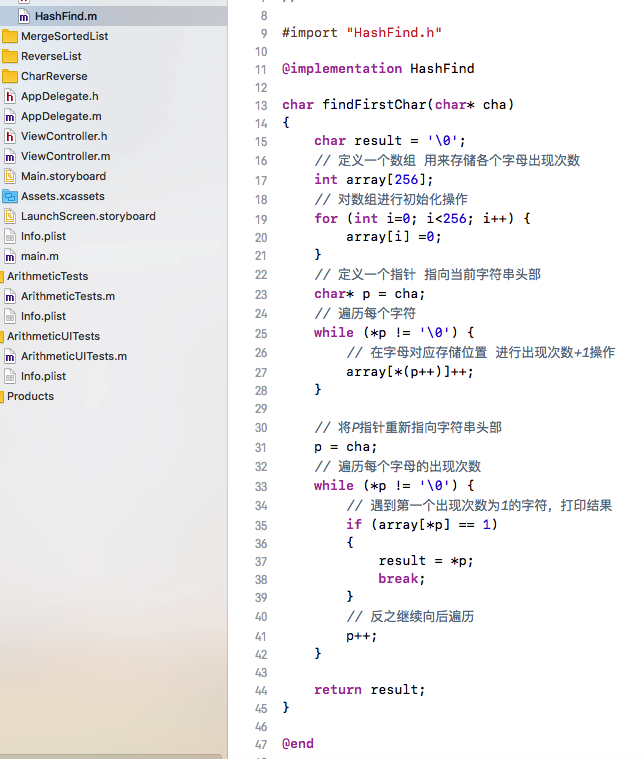 HashFind.m
MergeSortedList
ReverseList
CharReverse
AppDelegate.h
AppDelegate.m
ViewController.h
ViewController.m
Main.storyboard
Assets.xcassets
LaunchScreen.storyboard
Info.plist
main.m
ArithmeticTests
ArithmeticTests.m
Info.plist
ArithmeticUITests
ArithmeticUITests.m
Info.plist
Products
8
9 #import "HashFind.h"
10
11 @implementation HashFind
12
13 char findFirstChar(char* cha)
14 {
15     char result = '\0';
16     // 定义一个数组 用来存储各个字母出现次数
17     int array[256];
18     // 对数组进行初始化操作
19     for (int i=0; i<256; i++) {
20         array[i] =0;
21     }
22     // 定义一个指针 指向当前字符串头部
23     char* p = cha;
24     // 遍历每个字符
25     while (*p != '\0') {
26         // 在字母对应存储位置 进行出现次数+1操作
27         array[*(p++)]++;
28     }
29
30     // 将P指针重新指向字符串头部
31     p = cha;
32     // 遍历每个字母的出现次数
33     while (*p != '\0') {
34         // 遇到第一个出现次数为1的字符，打印结果
35         if (array[*p] == 1)
36         {
37             result = *p;
38             break;
39         }
40         // 反之继续向后遍历
41         p++;
42     }
43
44     return result;
45 }
46
47 @end